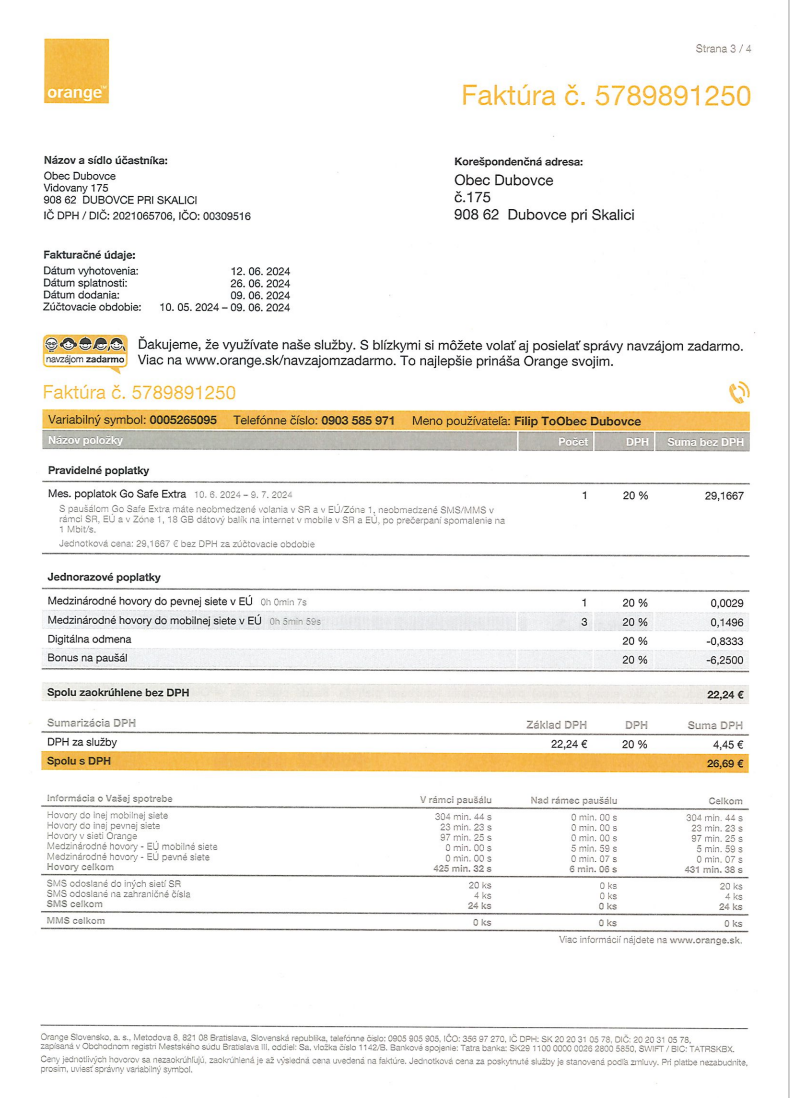 Strana 3 / 4
orange™
Faktúra č. 5789891250
Názov a sídlo účastníka:
Obec Dubovce
Vidovany 175
908 62 DUBOVCE PRI SKALICI
IČ DPH / DIČ: 2021065706, IČO: 00309516
Korešpondenčná adresa:
Obec Dubovce
č.175
908 62 Dubovce pri Skalici
Fakturačné údaje:
Dátum vyhotovenia: 12. 06. 2024
Dátum splatnosti: 26. 06. 2024
Dátum dodania: 09. 06. 2024
Zúčtovacie obdobie: 10. 05. 2024 – 09. 06. 2024
navzájom zadarmo
Ďakujeme, že využívate naše služby. S blízkymi si môžete volať aj posielať správy navzájom zadarmo.
Viac na www.orange.sk/navzajomzadarmo. To najlepšie prináša Orange svojim.
Faktúra č. 5789891250
Variabilný symbol: 0005265095 Telefónne číslo: 0903 585 971 Meno používateľa: Filip ToObec Dubovce
Názov položky Počet DPH Suma bez DPH
Pravidelné poplatky
Mes. poplatok Go Safe Extra 10. 6. 2024 – 9. 7. 2024 1 20 % 29,1667
S paušálom Go Safe Extra máte neobmedzené volania v SR a v EÚ/Zóne 1, neobmedzené SMS/MMS v
rámci SR, EÚ a v Zóne 1, 18 GB dátový balík na internet v mobile v SR a EÚ, po prečerpaní spomalenie na
1 Mbit/s.
Jednotková cena: 29,1667 € bez DPH za zúčtovacie obdobie
Jednorazové poplatky
Medzinárodné hovory do pevnej siete v EÚ 0h 0min 7s 1 20 % 0,0029
Medzinárodné hovory do mobilnej siete v EÚ 0h 5min 59s 3 20 % 0,1496
Digitálna odmena 20 % -0,8333
Bonus na paušál 20 % -6,2500
Spolu zaokrúhlene bez DPH 22,24 €
Sumarizácia DPH Základ DPH DPH Suma DPH
DPH za služby 22,24 € 20 % 4,45 €
Spolu s DPH 26,69 €
Informácia o Vašej spotrebe V rámci paušálu Nad rámec paušálu Celkom
Hovory do inej mobilnej siete 304 min. 44 s 0 min. 00 s 304 min. 44 s
Hovory do inej pevnej siete 23 min. 23 s 0 min. 00 s 23 min. 23 s
Hovory v sieti Orange 97 min. 25 s 0 min. 00 s 97 min. 25 s
Medzinárodné hovory - EÚ mobilné siete 0 min. 00 s 5 min. 59 s 5 min. 59 s
Medzinárodné hovory - EÚ pevné siete 0 min. 00 s 0 min. 07 s 0 min. 07 s
Hovory celkom 425 min. 32 s 6 min. 06 s 431 min. 38 s
SMS odoslané do iných sietí SR 20 ks 0 ks 20 ks
SMS odoslané na zahraničné čísla 4 ks 0 ks 4 ks
SMS celkom 24 ks 0 ks 24 ks
MMS celkom 0 ks 0 ks 0 ks
Viac informácií nájdete na www.orange.sk.
Orange Slovensko, a. s., Metodova 8, 821 08 Bratislava, Slovenská republika, telefónne číslo: 0905 905 905, IČO: 356 97 270, IČ DPH: SK 20 20 31 05 78, DIČ: 20 20 31 05 78,
zapísaná v Obchodnom registri Mestského súdu Bratislava III, oddiel: Sa, vložka číslo 1142/B. Bankové spojenie: Tatra banka: SK29 1100 0000 0026 2800 5850, SWIFT / BIC: TATRSKBX.
Ceny jednotlivých hovorov sa nezaokrúhľujú, zaokrúhlená je až výsledná cena uvedená na faktúre. Jednotková cena za poskytnuté služby je stanovená podľa zmluvy. Pri platbe nezabudnite,
prosím, uviesť správny variabilný symbol.